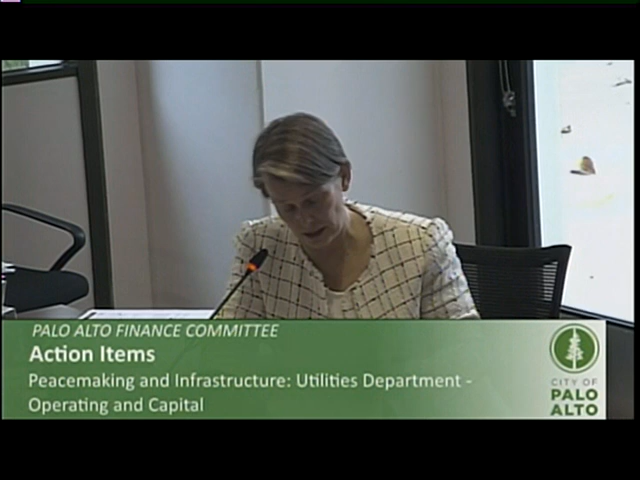 PALO ALTO FINANCE COMMITTEE
Action Items
Peacemaking and Infrastructure: Utilities Department -
Operating and Capital
CITY OF
PALO
ALTO